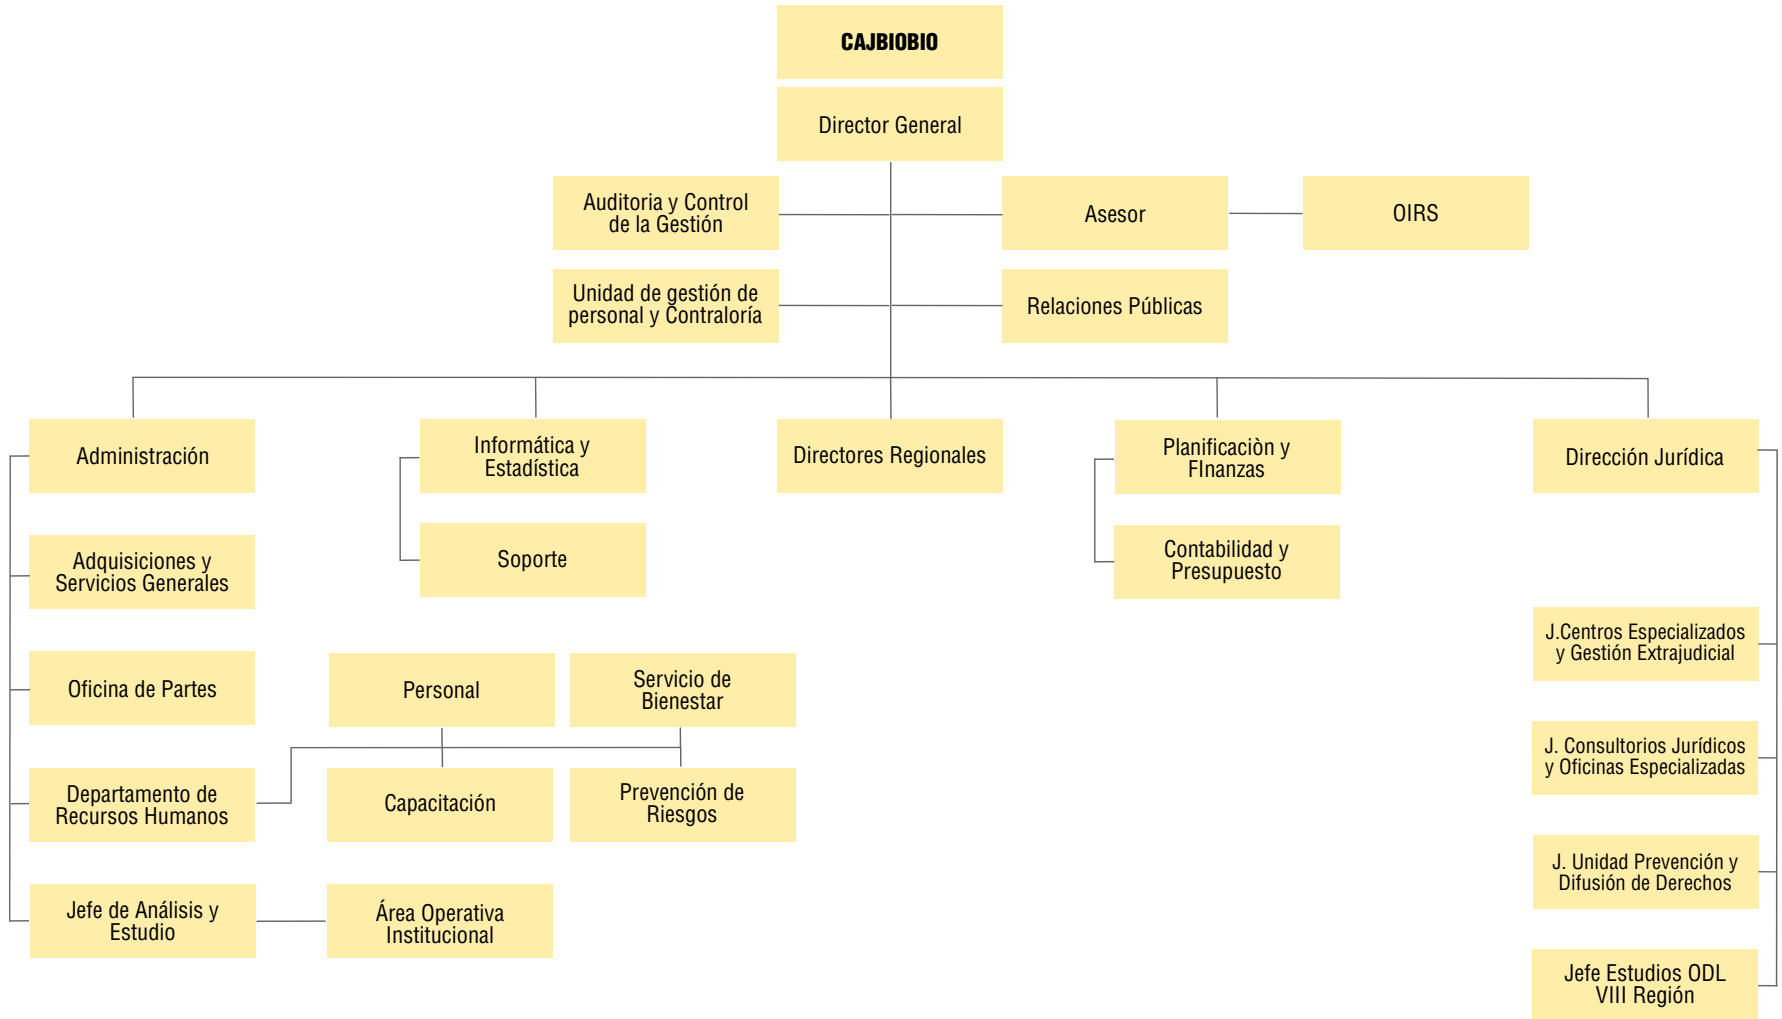 CAJBIOBIO
Director General
Auditoria y Control
de la Gestión
Asesor
OIRS
Unidad de gestión de
personal y Contraloría
Relaciones Públicas
Administración
Informática y
Estadística
Directores Regionales
Planificaciòn y
FInanzas
Dirección Jurídica
Adquisiciones y
Servicios Generales
Soporte
Contabilidad y
Presupuesto
J.Centros Especializados
y Gestión Extrajudicial
Oficina de Partes
Personal
Servicio de
Bienestar
J. Consultorios Jurídicos
y Oficinas Especializadas
Departamento de
Recursos Humanos
Capacitación
Prevención de
Riesgos
J. Unidad Prevención y
Difusión de Derechos
Jefe de Análisis y
Estudio
Área Operativa
Institucional
Jefe Estudios ODL
VIII Región